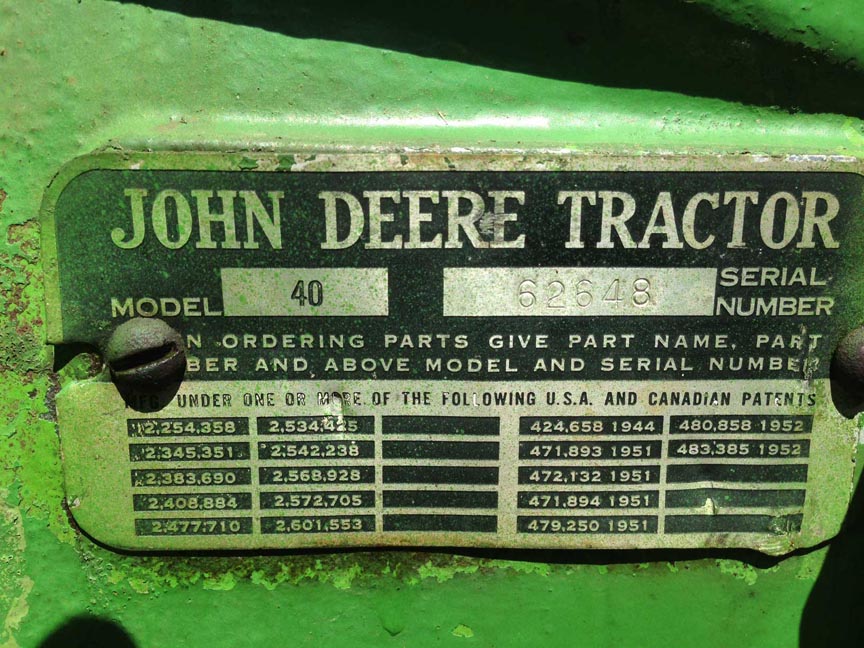 JOHN DEERE TRACTOR
MODEL 40 62648 SERIAL NUMBER
ORDERING PARTS GIVE PART NAME, PART
AND ABOVE MODEL AND SERIAL NUMBER
UNDER ONE OR MORE OF THE FOLLOWING U.S.A. AND CANADIAN PATENTS
2,254,358 2,534,425 424,658 1944 480,858 1952
2,345,351 2,542,238 471,893 1951 483,385 1952
2,383,690 2,568,928 472,132 1951
2,408,884 2,572,705 471,894 1951
2,477,710 2,601,553 479,250 1951